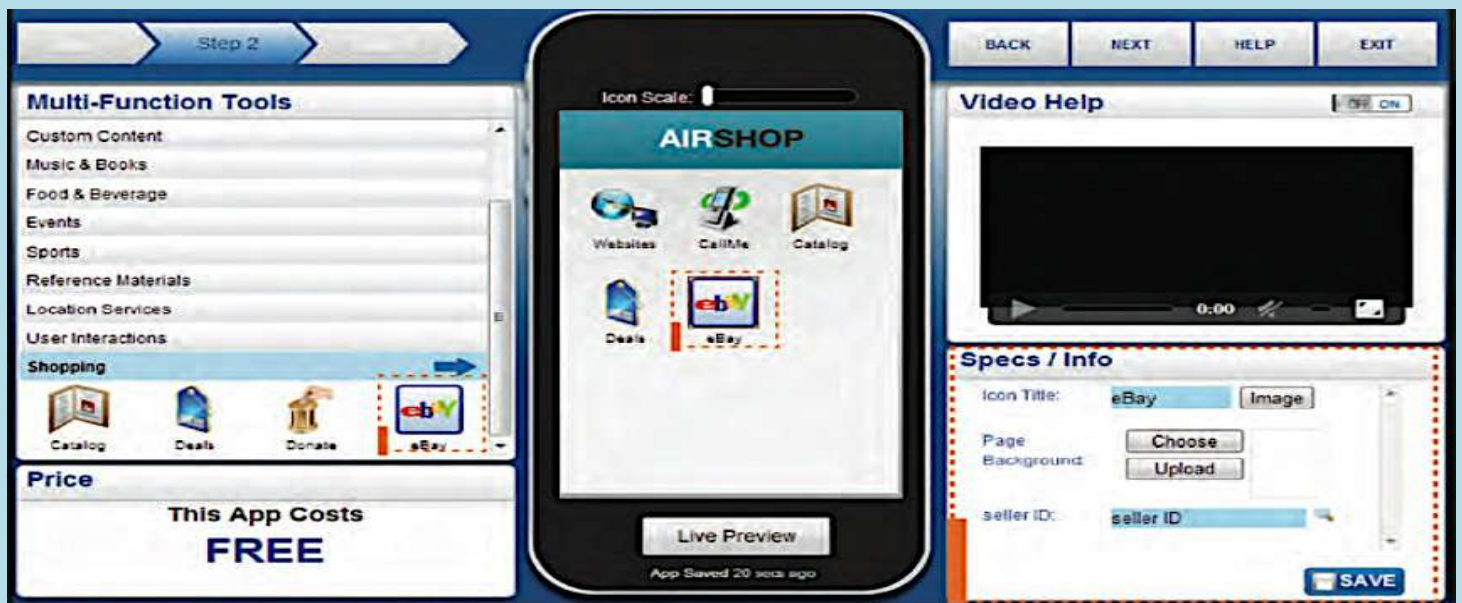 Step 2
BACK NEXT HELP EXIT
Multi-Function Tools
Custom Content
Music & Books
Food & Beverage
Events
Sports
Reference Materials
Location Services
User Interactions
Shopping
Catalog Deals Donate eBay
eBay
Price
This App Costs
FREE
Icon Scale:
AIRSHOP
Websites CallMe Catalog
eBay
Deals eBay
Live Preview
App Saved 20 secs ago
Video Help
OFF ON
0:00
Specs / Info
Icon Title: eBay Image
Page Background: Choose
Upload
seller ID: seller ID
SAVE